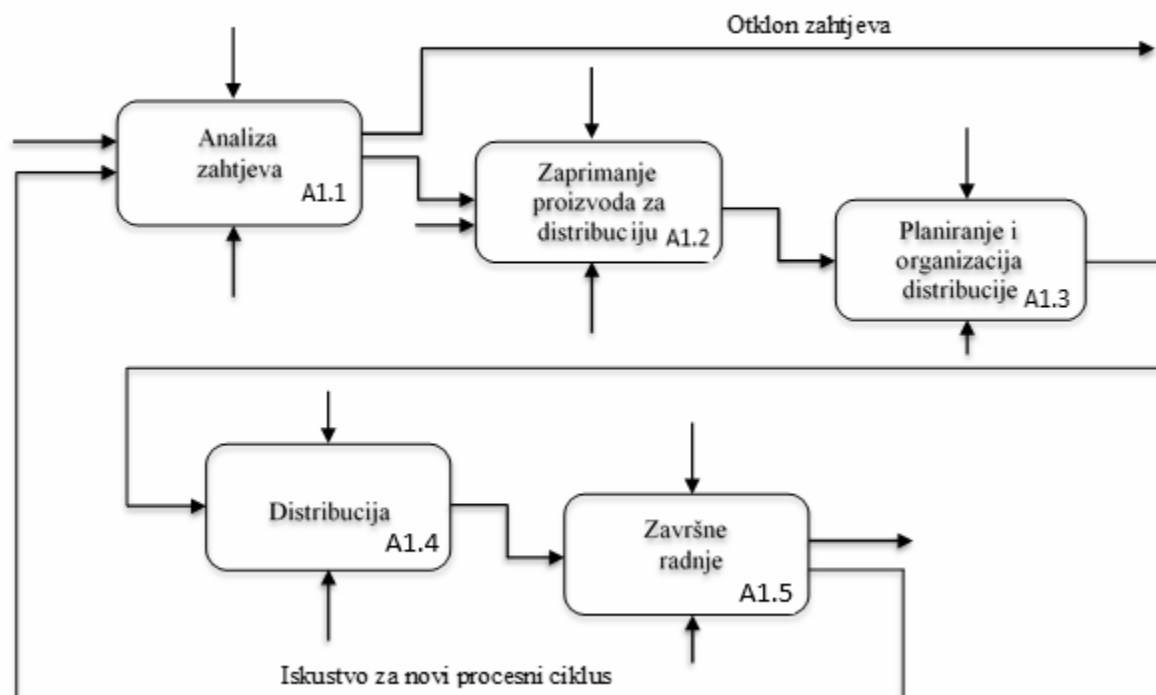 Otklon zahtjeva
Analiza
zahtjeva
A1.1
Zaprimanje
proizvoda za
distribuciju
A1.2
Planiranje i
organizacija
distribucije
A1.3
Distribucija
A1.4
Završne
radnje
A1.5
Iskustvo za novi procesni ciklus